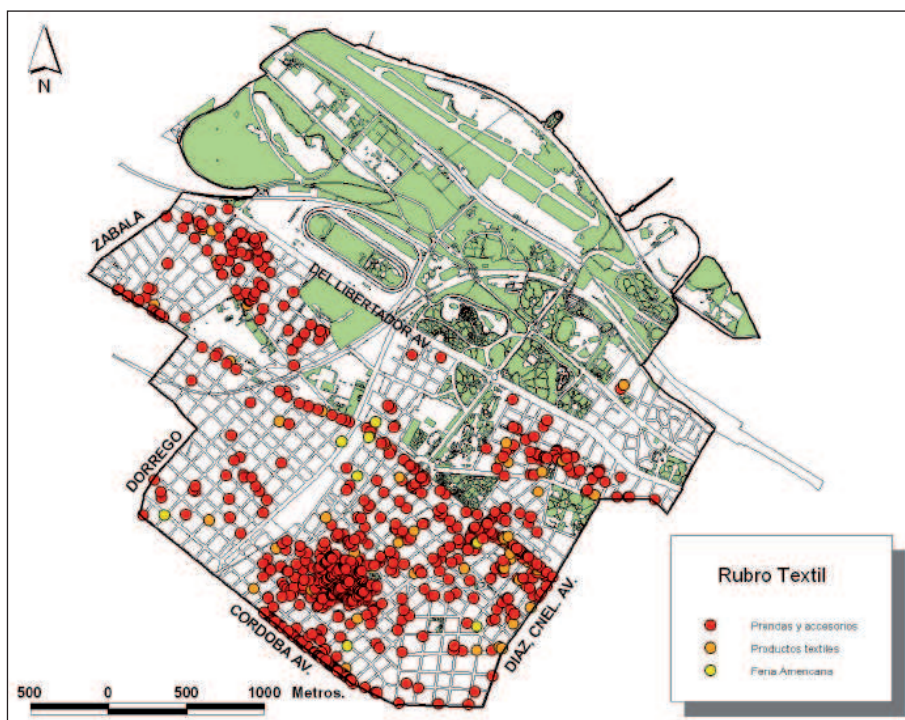 N
ZABALA
DEL LIBERTADOR AV.
DORREGO
CORDOBA AV.
DIAZ, CNEL. AV.
Rubro Textil
Prendas y accesorios
Productos textiles
Feria Americana
500 0 500 1000 Metros.